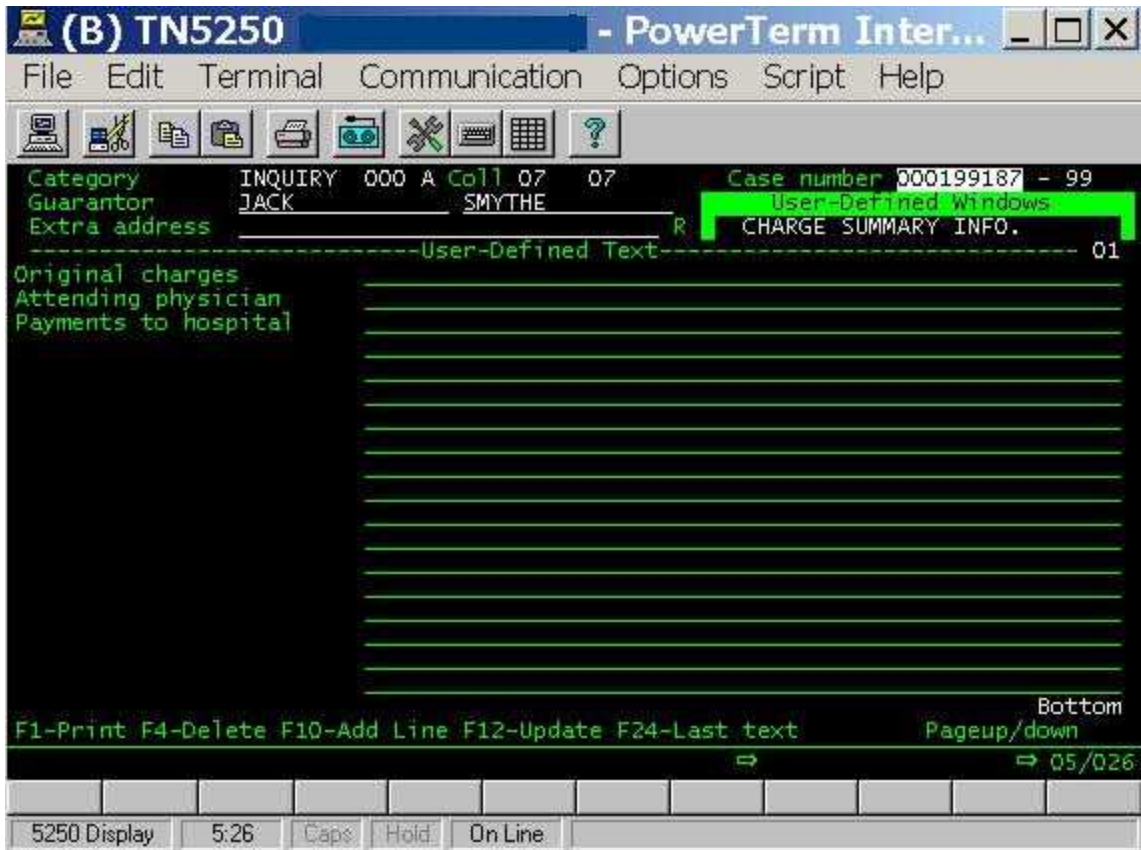 (B) TN5250 - PowerTerm Inter...
File Edit Terminal Communication Options Script Help
Category INQUIRY 000 A Coll 07 07 Case number 000199187 - 99
Guarantor JACK SMYTHE User-Defined Windows
Extra address R CHARGE SUMMARY INFO.
------------------------User-Defined Text------------------------ 01
Original charges
Attending physician
Payments to hospital
Bottom
F1-Print F4-Delete F10-Add Line F12-Update F24-Last text Pageup/down
⇨ ⇨ 05/026
5250 Display 5:26 Caps Hold On Line